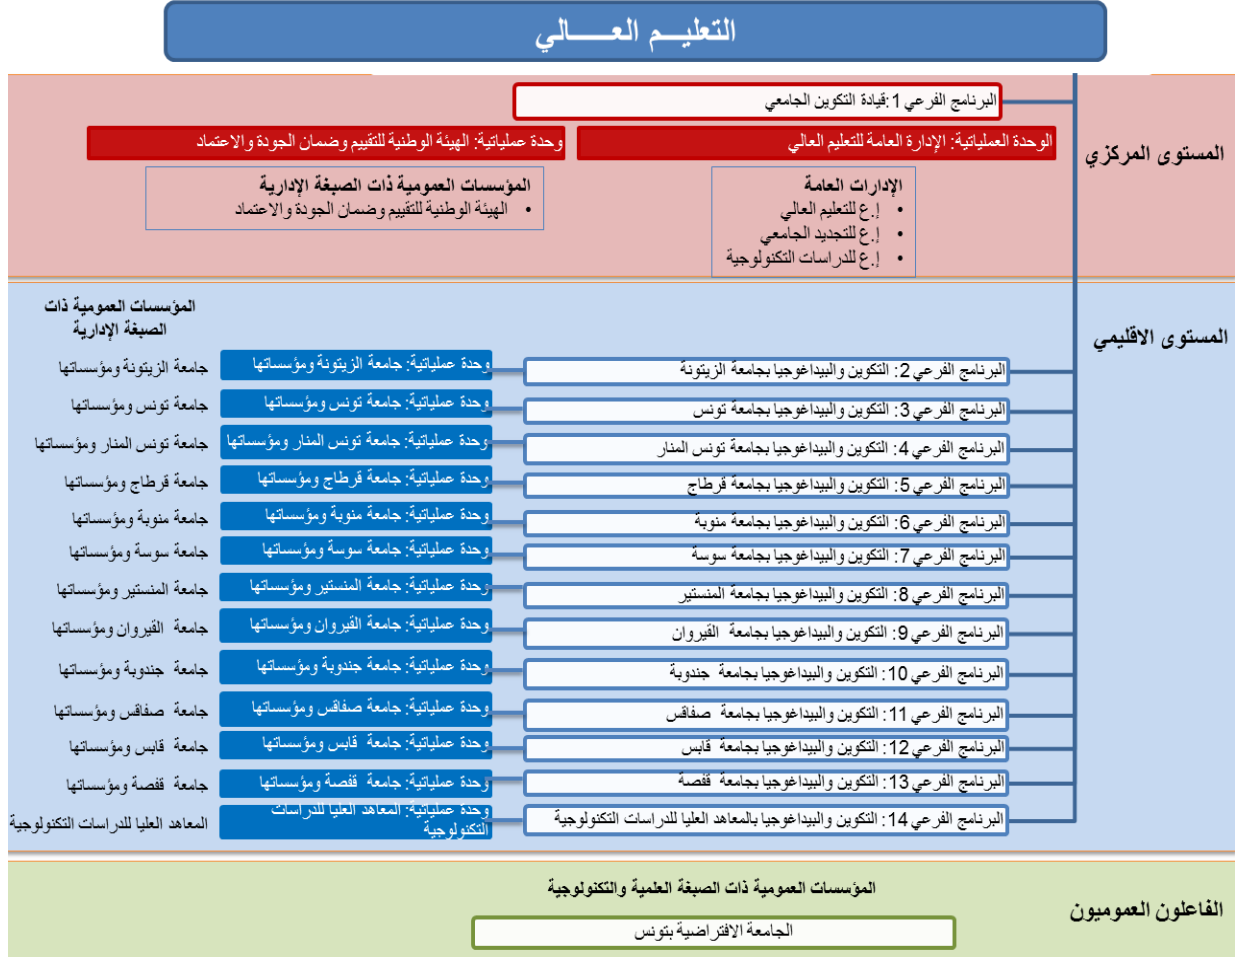 التعليـــم العـــــالي
البرنامج الفرعي 1:قيادة التكوين الجامعي
المستوى المركزي
الوحدة العملياتية: الإدارة العامة للتعليم العالي
وحدة عملياتية: الهيئة الوطنية للتقييم وضمان الجودة والاعتماد
الإدارات العامة
• إ.ع للتعليم العالي
• إ.ع للتجديد الجامعي
• إ.ع للدراسات التكنولوجية
المؤسسات العمومية ذات الصبغة الإدارية
• الهيئة الوطنية للتقييم وضمان الجودة والاعتماد
المستوى الاقليمي
المؤسسات العمومية ذات
الصبغة الإدارية
البرنامج الفرعي 2: التكوين والبيداغوجيا بجامعة الزيتونة
وحدة عملياتية: جامعة الزيتونة ومؤسساتها
جامعة الزيتونة ومؤسساتها
البرنامج الفرعي 3: التكوين والبيداغوجيا بجامعة تونس
وحدة عملياتية: جامعة تونس ومؤسساتها
جامعة تونس ومؤسساتها
البرنامج الفرعي 4: التكوين والبيداغوجيا بجامعة تونس المنار
وحدة عملياتية: جامعة تونس المنار ومؤسساتها
جامعة تونس المنار ومؤسساتها
البرنامج الفرعي 5: التكوين والبيداغوجيا بجامعة قرطاج
وحدة عملياتية: جامعة قرطاج ومؤسساتها
جامعة قرطاج ومؤسساتها
البرنامج الفرعي 6: التكوين والبيداغوجيا بجامعة منوبة
وحدة عملياتية: جامعة منوبة ومؤسساتها
جامعة منوبة ومؤسساتها
البرنامج الفرعي 7: التكوين والبيداغوجيا بجامعة سوسة
وحدة عملياتية: جامعة سوسة ومؤسساتها
جامعة سوسة ومؤسساتها
البرنامج الفرعي 8: التكوين والبيداغوجيا بجامعة المنستير
وحدة عملياتية: جامعة المنستير ومؤسساتها
جامعة المنستير ومؤسساتها
البرنامج الفرعي 9: التكوين والبيداغوجيا بجامعة القيروان
وحدة عملياتية: جامعة القيروان ومؤسساتها
جامعة القيروان ومؤسساتها
البرنامج الفرعي 10: التكوين والبيداغوجيا بجامعة جندوبة
وحدة عملياتية: جامعة جندوبة ومؤسساتها
جامعة جندوبة ومؤسساتها
البرنامج الفرعي 11: التكوين والبيداغوجيا بجامعة صفاقس
وحدة عملياتية: جامعة صفاقس ومؤسساتها
جامعة صفاقس ومؤسساتها
البرنامج الفرعي 12: التكوين والبيداغوجيا بجامعة قابس
وحدة عملياتية: جامعة قابس ومؤسساتها
جامعة قابس ومؤسساتها
البرنامج الفرعي 13: التكوين والبيداغوجيا بجامعة قفصة
وحدة عملياتية: جامعة قفصة ومؤسساتها
جامعة قفصة ومؤسساتها
البرنامج الفرعي 14: التكوين والبيداغوجيا بالمعاهد العليا للدراسات التكنولوجية
وحدة عملياتية: المعاهد العليا للدراسات
التكنولوجية
المعاهد العليا للدراسات التكنولوجية
الفاعلون العموميون
المؤسسات العمومية ذات الصبغة العلمية والتكنولوجية
الجامعة الافتراضية بتونس